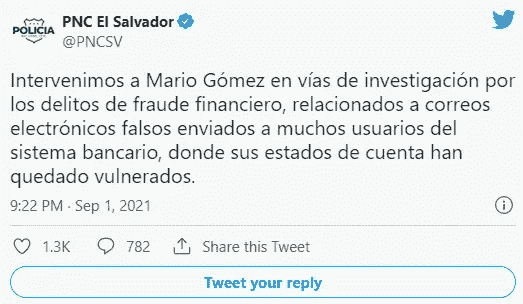 POLICIA
PNC El Salvador
@PNCSV
Intervenimos a Mario Gómez en vías de investigación por
los delitos de fraude financiero, relacionados a correos
electrónicos falsos enviados a muchos usuarios del
sistema bancario, donde sus estados de cuenta han
quedado vulnerados.
9:22 PM · Sep 1, 2021
1.3K 782 Share this Tweet
Tweet your reply